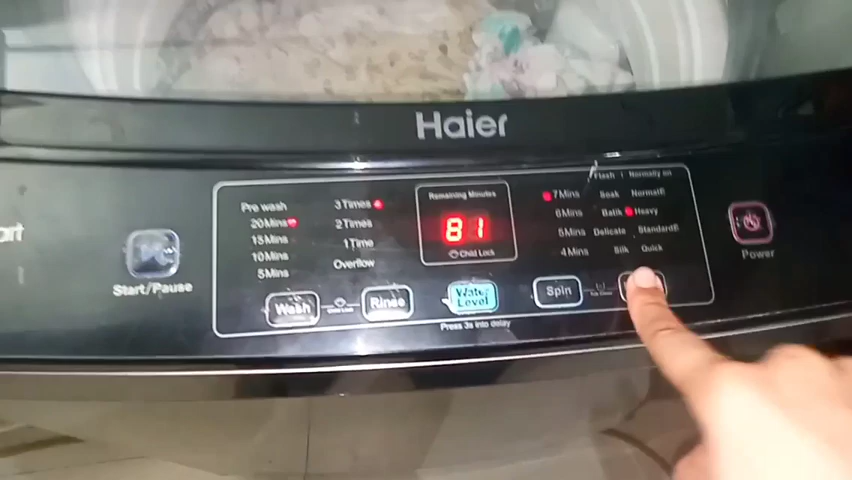 Haier
art
Start/Pause
Pre wash
20Mins
15Mins
10Mins
5Mins
3Times
2Times
1Time
Overflow
Wash
Rinse
Remaining Minutes
81
Child Lock
Water
Level
Press 3s into delay
7Mins
6Mins
5Mins
4Mins
Spin
Flash Normally on
Soak Normal
Batik Heavy
Delicate Standard
Silk Quick
Power